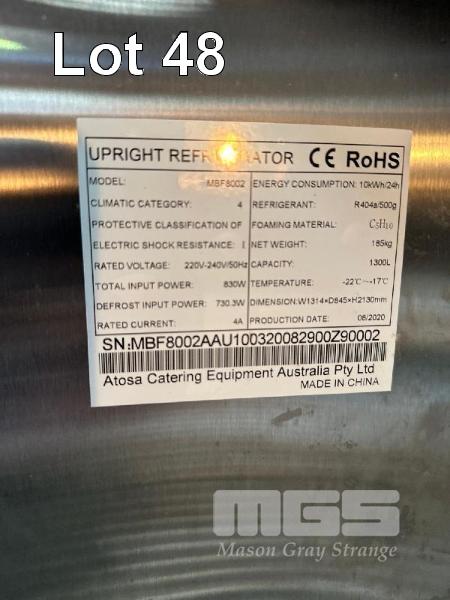 Lot 48
UPRIGHT REFRIGERATOR CE RoHS
MODEL: MBF8002 ENERGY CONSUMPTION: 10kWh/24h
CLIMATIC CATEGORY: 4 REFRIGERANT: R404a/500g
PROTECTIVE CLASSIFICATION OF FOAMING MATERIAL: C5H10
ELECTRIC SHOCK RESISTANCE: I NET WEIGHT: 185kg
RATED VOLTAGE: 220V-240V/50Hz CAPACITY: 1300L
TOTAL INPUT POWER: 830W TEMPERATURE: -22℃~-17℃
DEFROST INPUT POWER: 730.3W DIMENSION:W1314×D845×H2130mm
RATED CURRENT: 4A PRODUCTION DATE: 08/2020
SN:MBF8002AAU100320082900Z90002
Atosa Catering Equipment Australia Pty Ltd
MADE IN CHINA
MGS
Mason Gray Strange